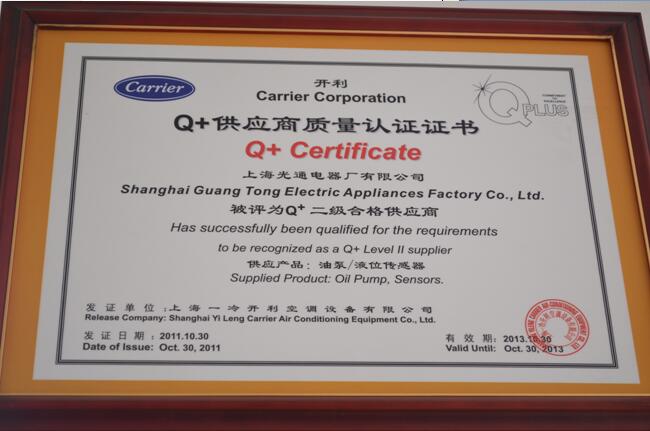 Carrier
开利
Carrier Corporation
COMMITMENT
TO
EXCELLENCE
Q PLUS
Q+供应商质量认证证书
Q+ Certificate
上海光通电器厂有限公司
Shanghai Guang Tong Electric Appliances Factory Co., Ltd.
被评为Q+ 二级合格供应商
Has successfully been qualified for the requirements
to be recognized as a Q+ Level II supplier
供应产品：油泵/液位传感器
Supplied Product: Oil Pump, Sensors.
发证单位：上海一冷开利空调设备有限公司
Release Company: Shanghai Yi Leng Carrier Air Conditioning Equipment Co., Ltd.
发证日期：2011.10.30
Date of Issue: Oct. 30, 2011
有效期：2013.10.30
Valid Until: Oct. 30, 2013